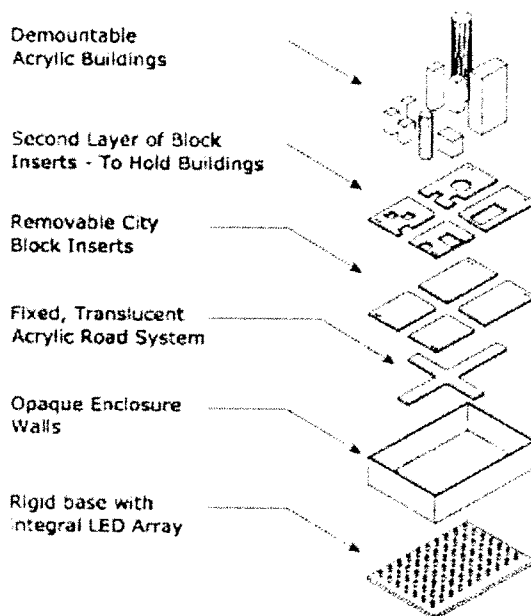 Demountable
Acrylic Buildings
Second Layer of Block
Inserts - To Hold Buildings
Removable City
Block Inserts
Fixed, Translucent
Acrylic Road System
Opaque Enclosure
Walls
Rigid base with
Integral LED Array